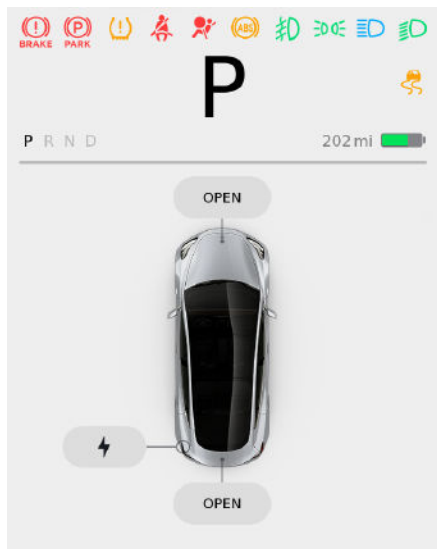 BRAKE
PARK
ABS
P
P R N D
202 mi
OPEN
OPEN